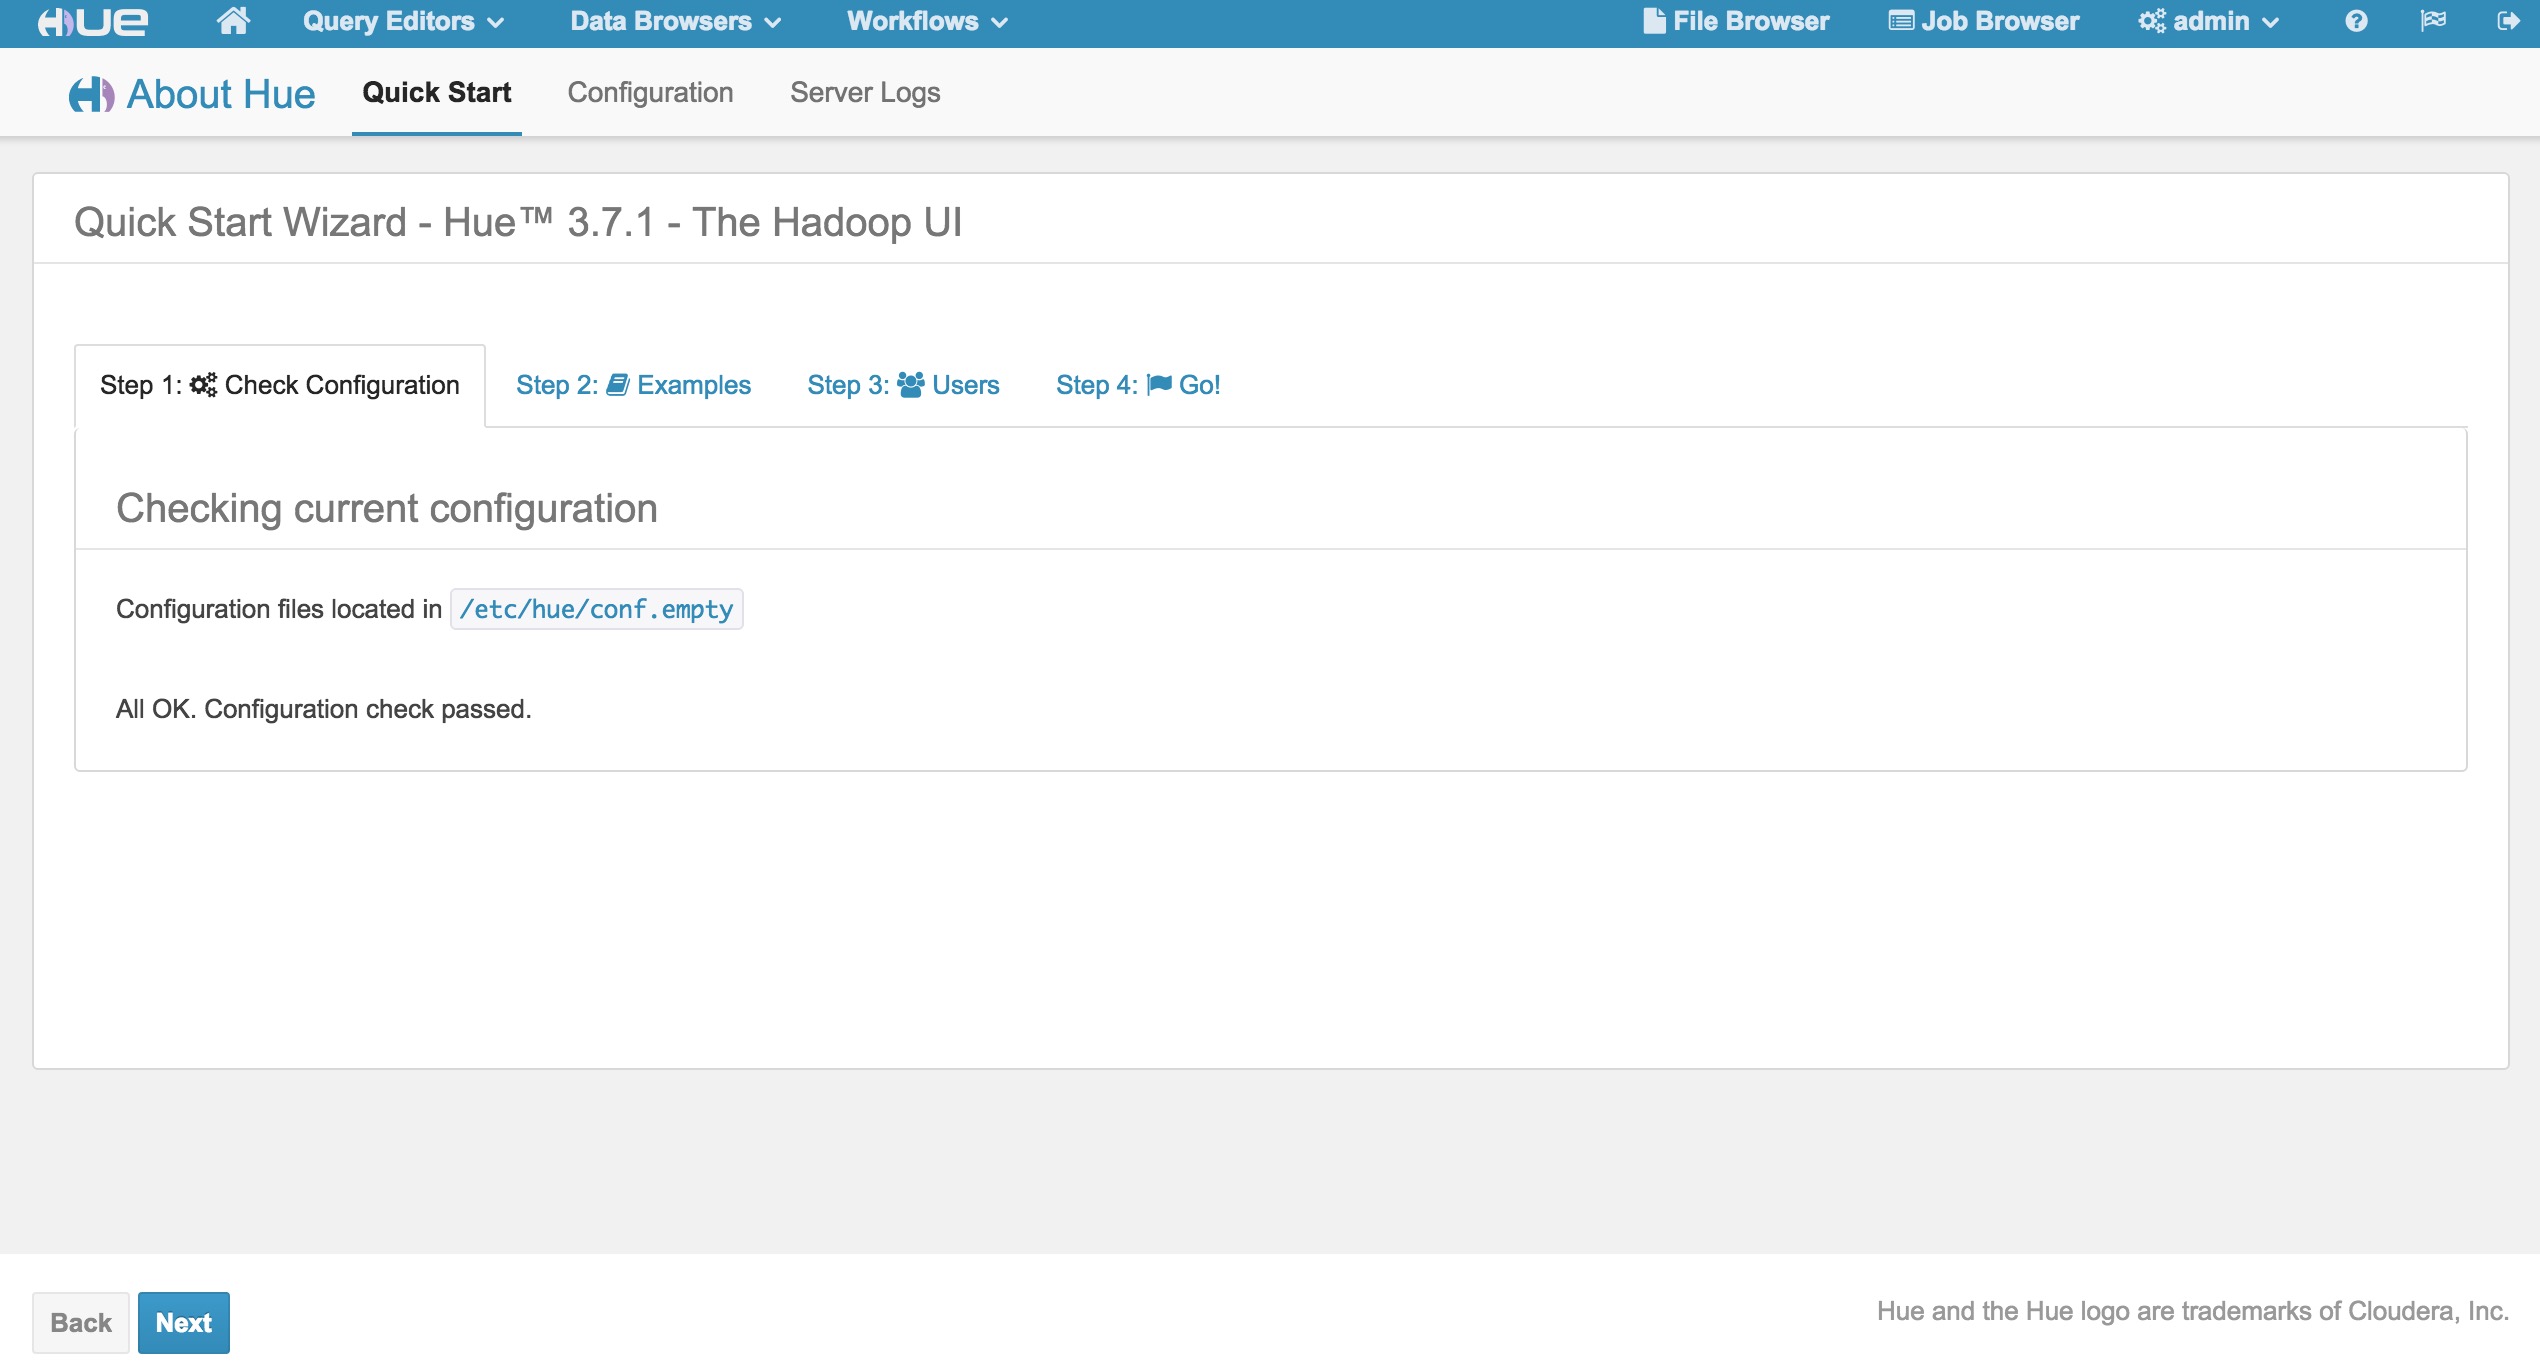 HUE Query Editors Data Browsers Workflows File Browser Job Browser admin
About Hue Quick Start Configuration Server Logs
Quick Start Wizard - Hue™ 3.7.1 - The Hadoop UI
Step 1: Check Configuration Step 2: Examples Step 3: Users Step 4: Go!
Checking current configuration
Configuration files located in /etc/hue/conf.empty
All OK. Configuration check passed.
Back Next Hue and the Hue logo are trademarks of Cloudera, Inc.